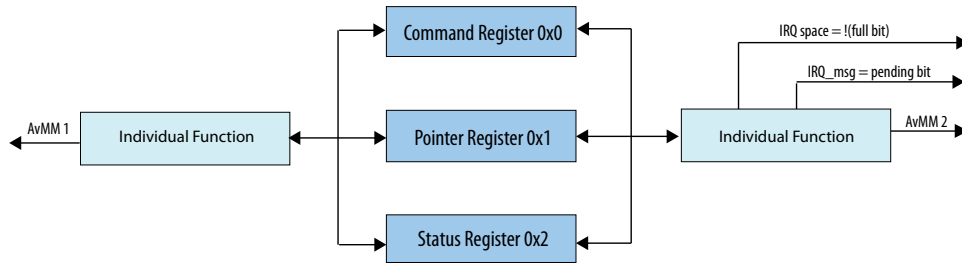 Command Register 0x0
IRQ space = !(full bit)
IRQ_msg = pending bit
AvMM 1
Individual Function
Pointer Register 0x1
Individual Function
AvMM 2
Status Register 0x2